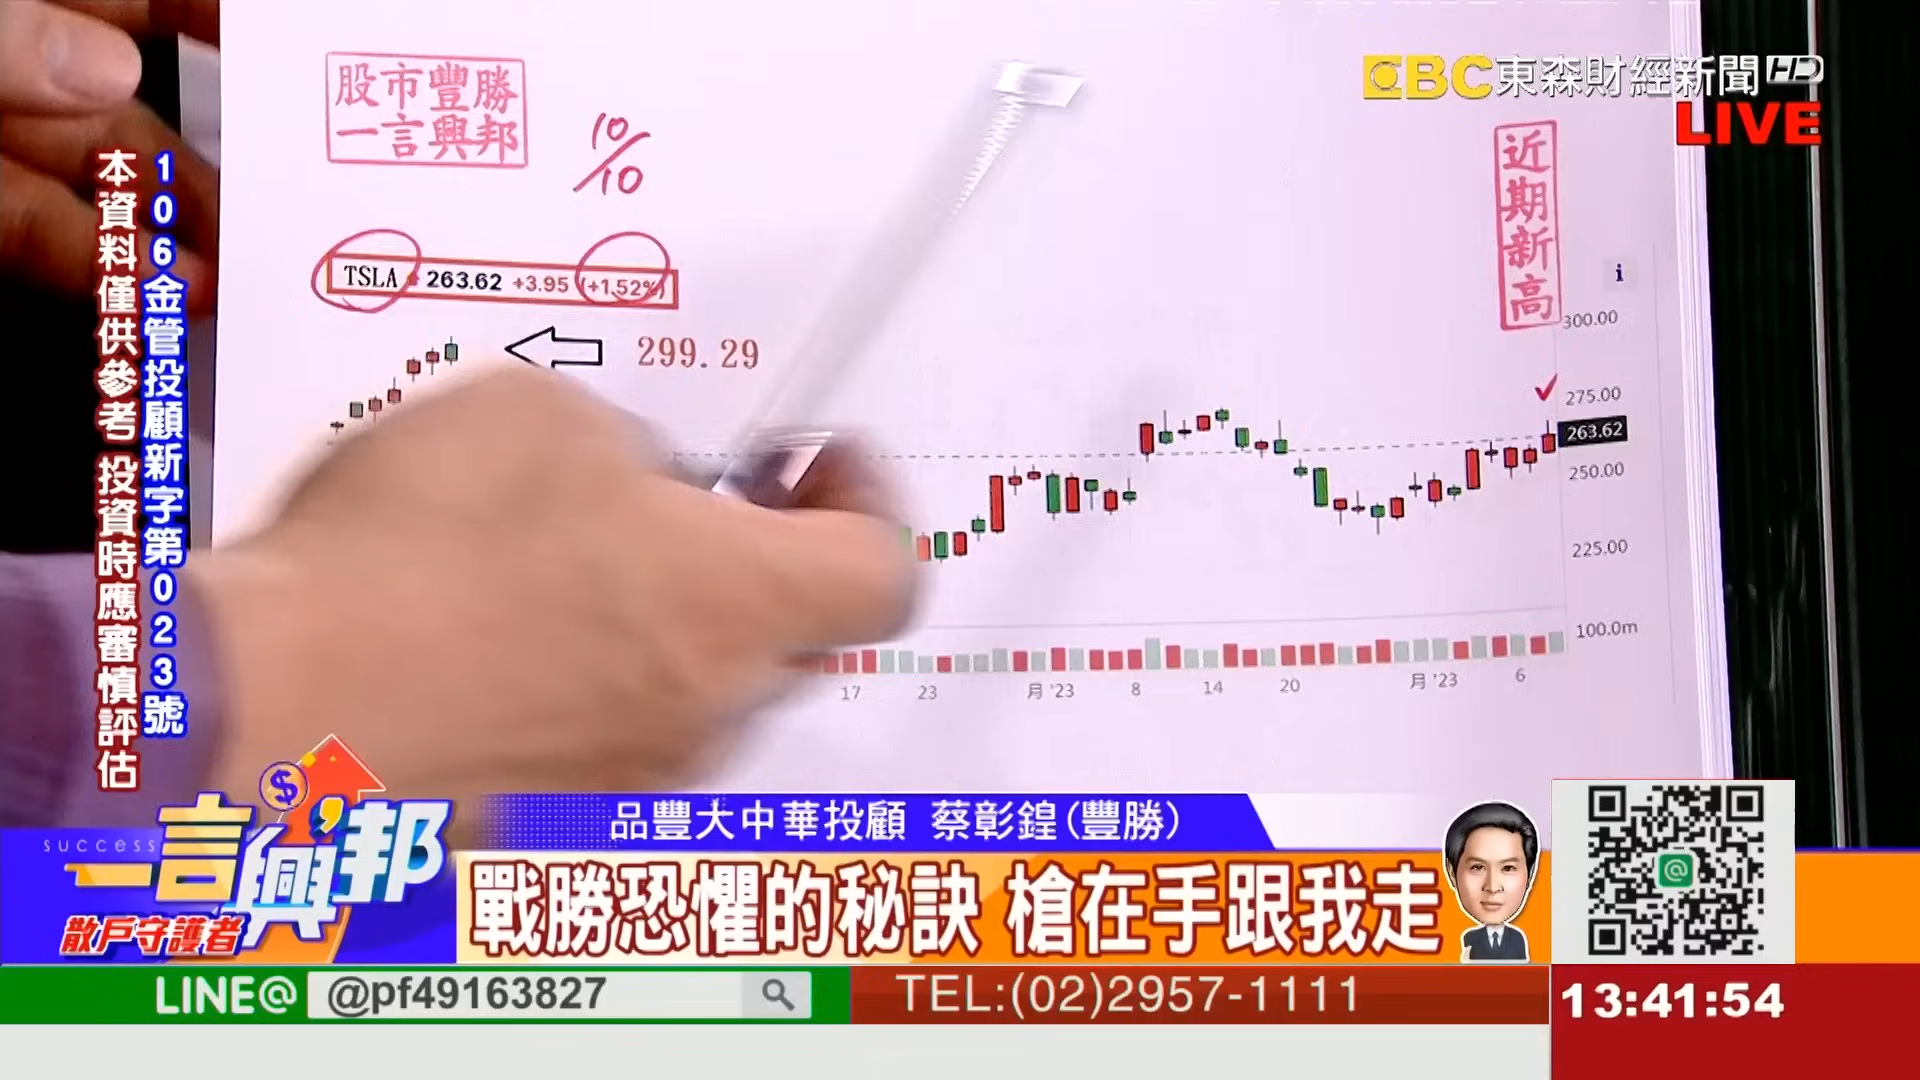 股市豐勝
一言興邦
10/10
EBC東森財經新聞HD
LIVE
近期新高
106金管投顧新字第023號
本資料僅供參考 投資時應審慎評估
TSLA 263.62 +3.95 (+1.52%)
299.29
i
300.00
275.00
263.62
250.00
225.00
100.0m
17 23 月 '23 8 14 20 月 '23 6
$
success
一言興邦
散戶守護者
品豐大中華投顧 蔡彰鍠(豐勝)
戰勝恐懼的秘訣 槍在手跟我走
LINE@ @pf49163827
TEL:(02)2957-1111
13:41:54